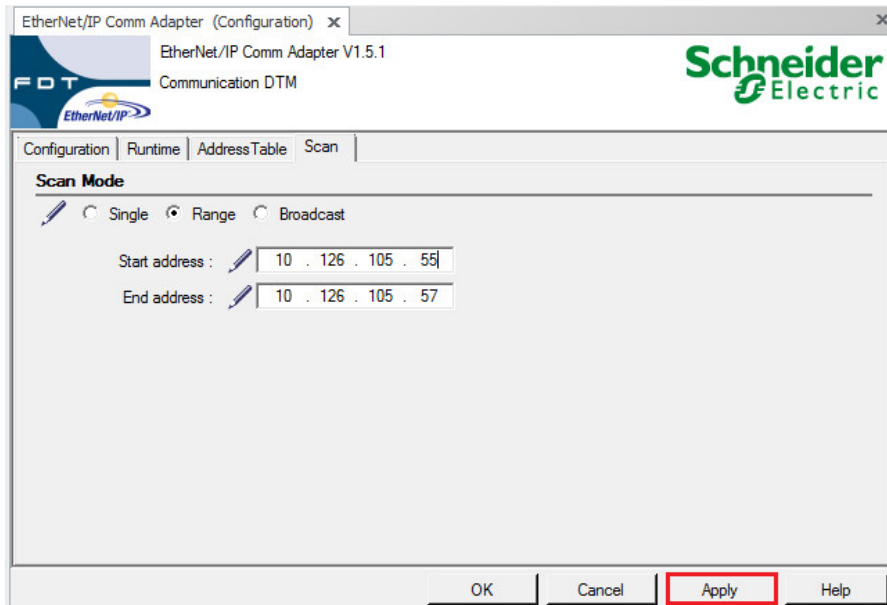 EtherNet/IP Comm Adapter (Configuration) x x
EtherNet/IP Comm Adapter V1.5.1
Communication DTM
FDT
EtherNet/IP
Schneider
Electric
Configuration Runtime AddressTable Scan
Scan Mode
Single Range Broadcast
Start address : 10 . 126 . 105 . 55
End address : 10 . 126 . 105 . 57
OK Cancel Apply Help